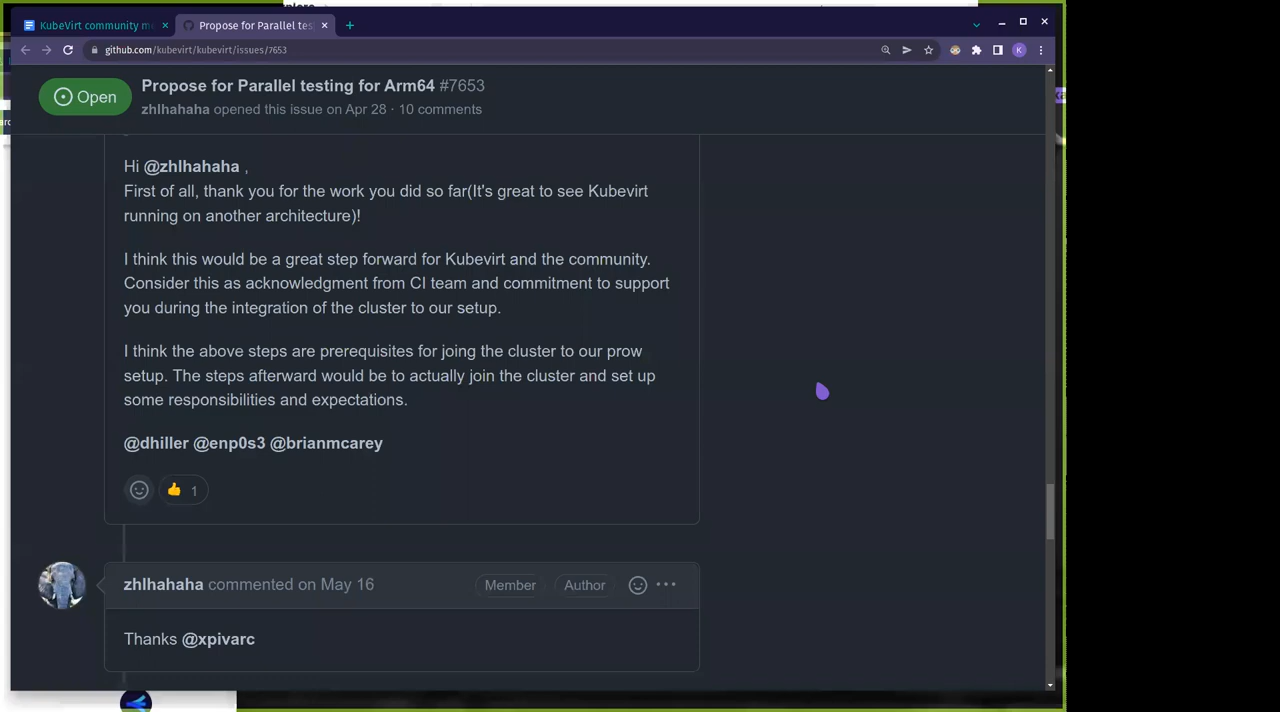 KubeVirt community m
Propose for Parallel tes
github.com/kubevirt/kubevirt/issues/7653
K
Open
Propose for Parallel testing for Arm64 #7653
zhlhahaha opened this issue on Apr 28 · 10 comments
Hi @zhlhahaha ,
First of all, thank you for the work you did so far(It's great to see Kubevirt
running on another architecture)!
I think this would be a great step forward for Kubevirt and the community.
Consider this as acknowledgment from CI team and commitment to support
you during the integration of the cluster to our setup.
I think the above steps are prerequisites for joing the cluster to our prow
setup. The steps afterward would be to actually join the cluster and set up
some responsibilities and expectations.
@dhiller @enp0s3 @brianmcarey
👍 1
zhlhahaha commented on May 16
Member
Author
Thanks @xpivarc